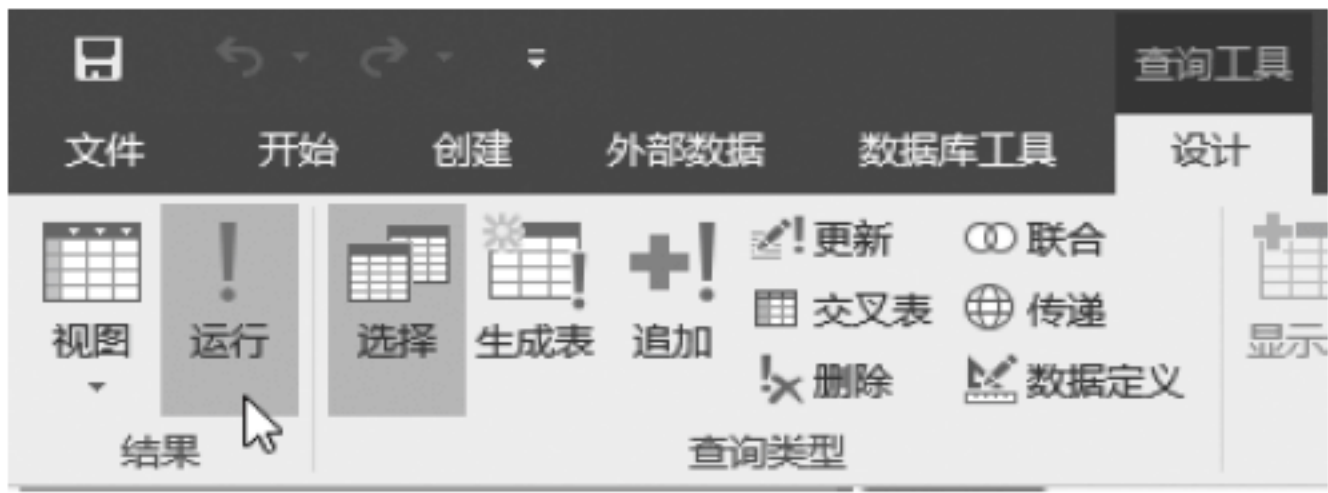 查询工具
文件 开始 创建 外部数据 数据库工具 设计
视图 运行 选择 生成表 追加 更新 联合
交叉表 传递
删除 数据定义
显示
结果 查询类型